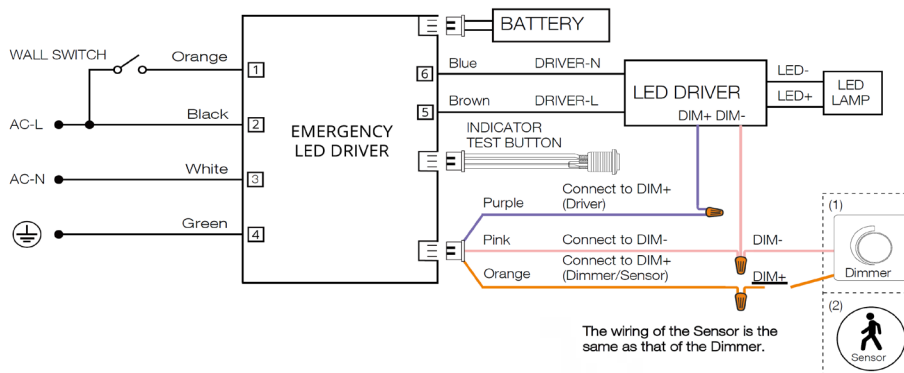 BATTERY
WALL SWITCH
Orange
1
6
Blue
DRIVER-N
LED-
LED DRIVER
LED
LAMP
LED+
Black
AC-L
2
5
Brown
DRIVER-L
DIM+ DIM-
EMERGENCY
LED DRIVER
INDICATOR
TEST BUTTON
White
AC-N
3
Purple
Connect to DIM+
(Driver)
(1)
Green
4
Pink
Connect to DIM-
DIM-
Orange
Connect to DIM+
(Dimmer/Sensor)
DIM+
Dimmer
(2)
The wiring of the Sensor is the
same as that of the Dimmer.
Sensor